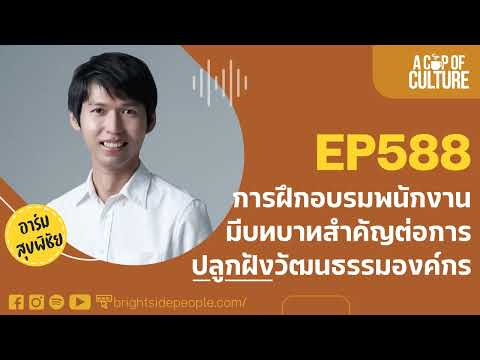 A CUP OF
CULTURE
EP588
การฝึกอบรมพนักงาน
มีบทบาทสำคัญต่อการ
ปลูกฝังวัฒนธรรมองค์กร
อาร์ม
สุขพิชัย
brightsidepeople.com/